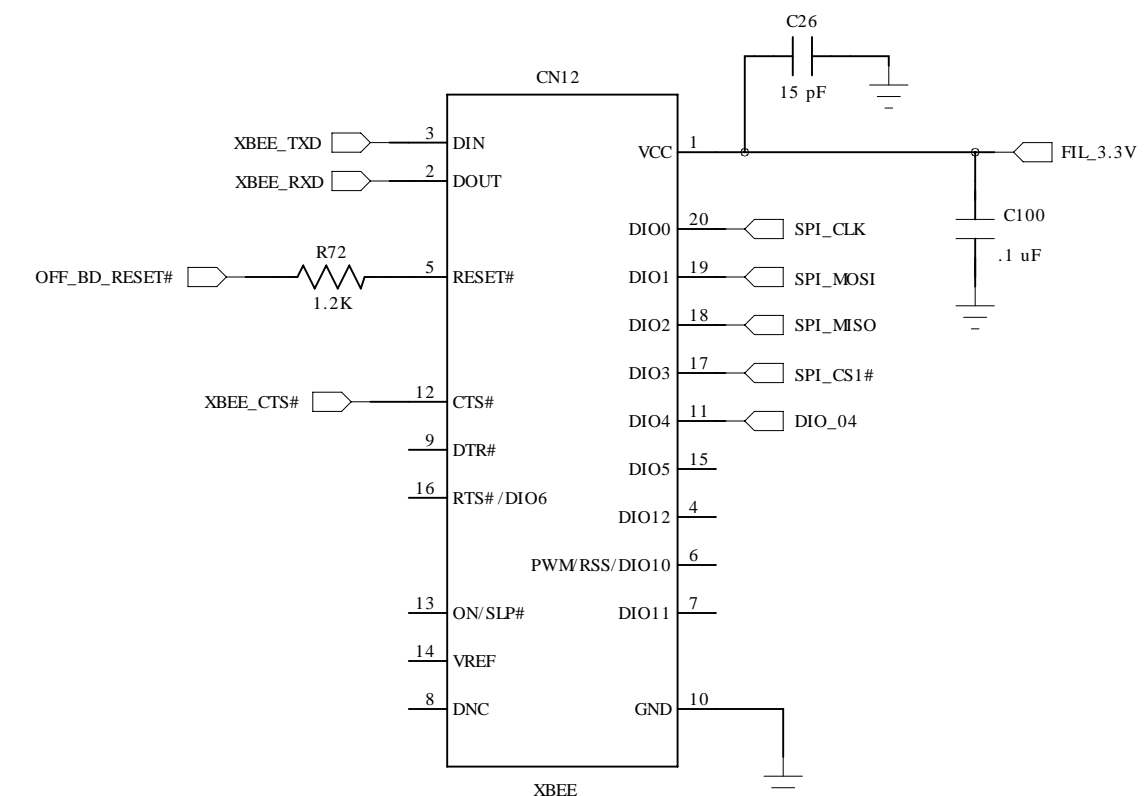 C26
15 pF
CN12
XBEE_TXD 3 DIN
VCC 1 FIL_3.3V
XBEE_RXD 2 DOUT
DIO0 20 SPI_CLK
C100
.1 uF
R72
OFF_BD_RESET# 5 RESET#
1.2K
DIO1 19 SPI_MOSI
DIO2 18 SPI_MISO
DIO3 17 SPI_CS1#
XBEE_CTS# 12 CTS#
DIO4 11 DIO_04
9 DTR#
DIO5 15
16 RTS#/DIO6
DIO12 4
PWM/RSS/DIO10 6
13 ON/SLP#
DIO11 7
14 VREF
8 DNC
GND 10
XBEE